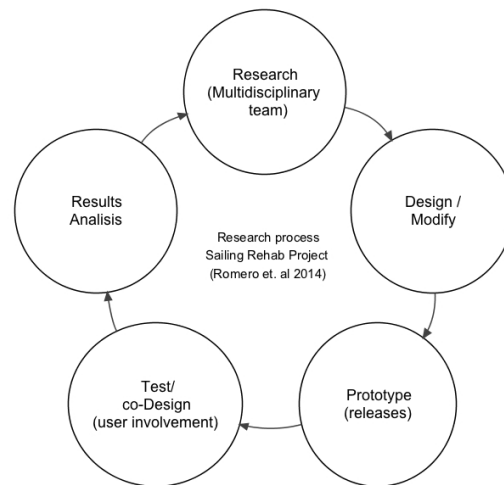 Research
(Multidisciplinary
team)
Design /
Modify
Prototype
(releases)
Test/
co-Design
(user involvement)
Results
Analisis
Research process
Sailing Rehab Project
(Romero et. al 2014)